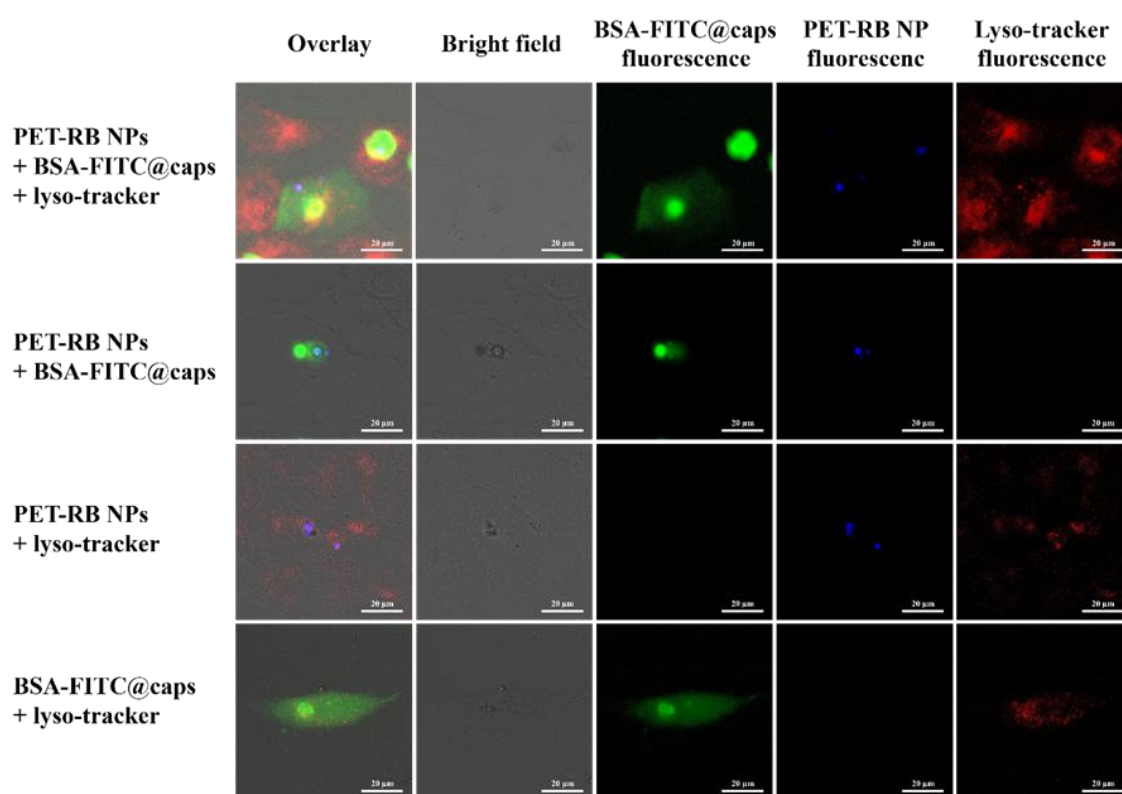 Overlay
Bright field
BSA-FITC@caps
fluorescence
PET-RB NP
fluorescenc
Lyso-tracker
fluorescence
PET-RB NPs
+ BSA-FITC@caps
+ lyso-tracker
20 μm
20 μm
20 μm
20 μm
20 μm
PET-RB NPs
+ BSA-FITC@caps
20 μm
20 μm
20 μm
20 μm
20 μm
PET-RB NPs
+ lyso-tracker
20 μm
20 μm
20 μm
20 μm
20 μm
BSA-FITC@caps
+ lyso-tracker
20 μm
20 μm
20 μm
20 μm
20 μm